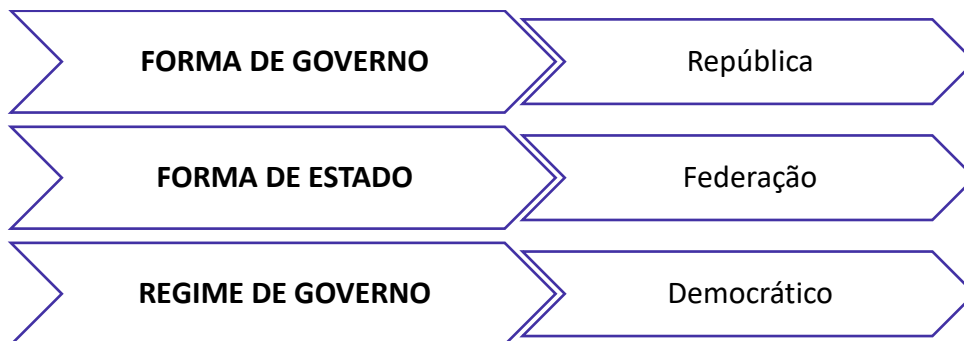 FORMA DE GOVERNO República
FORMA DE ESTADO Federação
REGIME DE GOVERNO Democrático